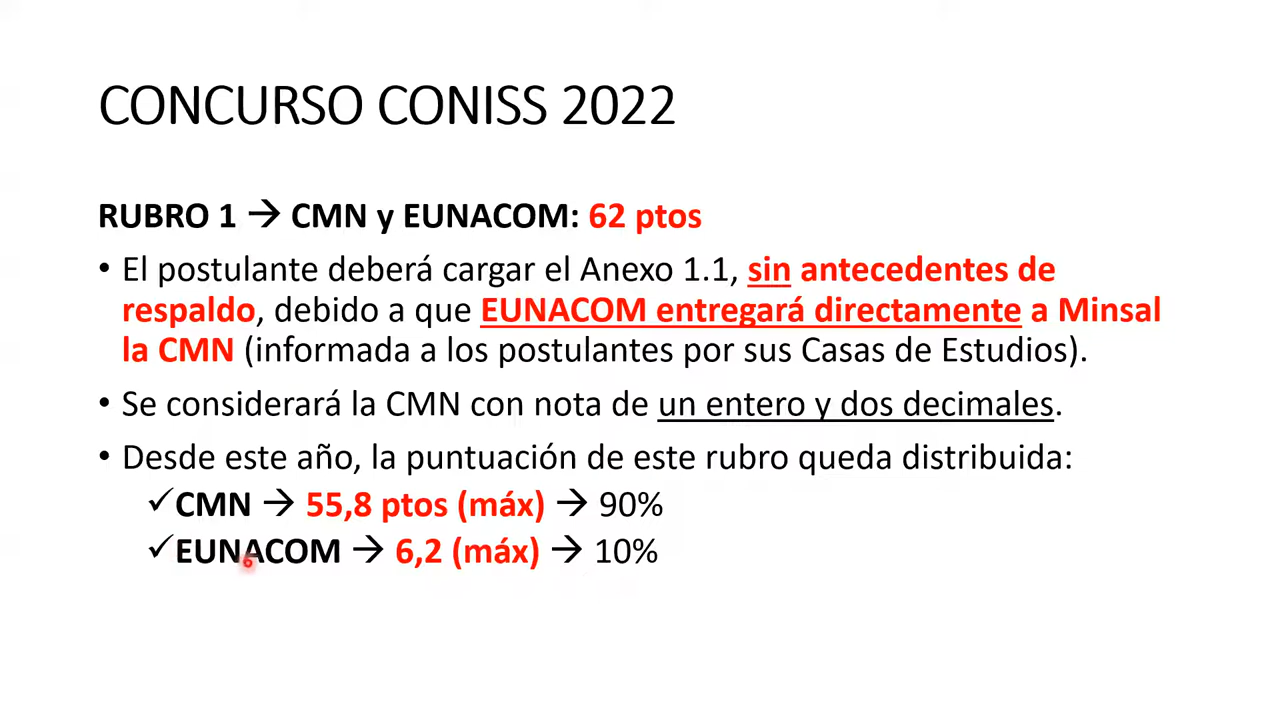 CONCURSO CONISS 2022
RUBRO 1 → CMN y EUNACOM: 62 ptos
• El postulante deberá cargar el Anexo 1.1, sin antecedentes de
respaldo, debido a que EUNACOM entregará directamente a Minsal
la CMN (informada a los postulantes por sus Casas de Estudios).
• Se considerará la CMN con nota de un entero y dos decimales.
• Desde este año, la puntuación de este rubro queda distribuida:
✓CMN → 55,8 ptos (máx) → 90%
✓EUNACOM → 6,2 (máx) → 10%
6